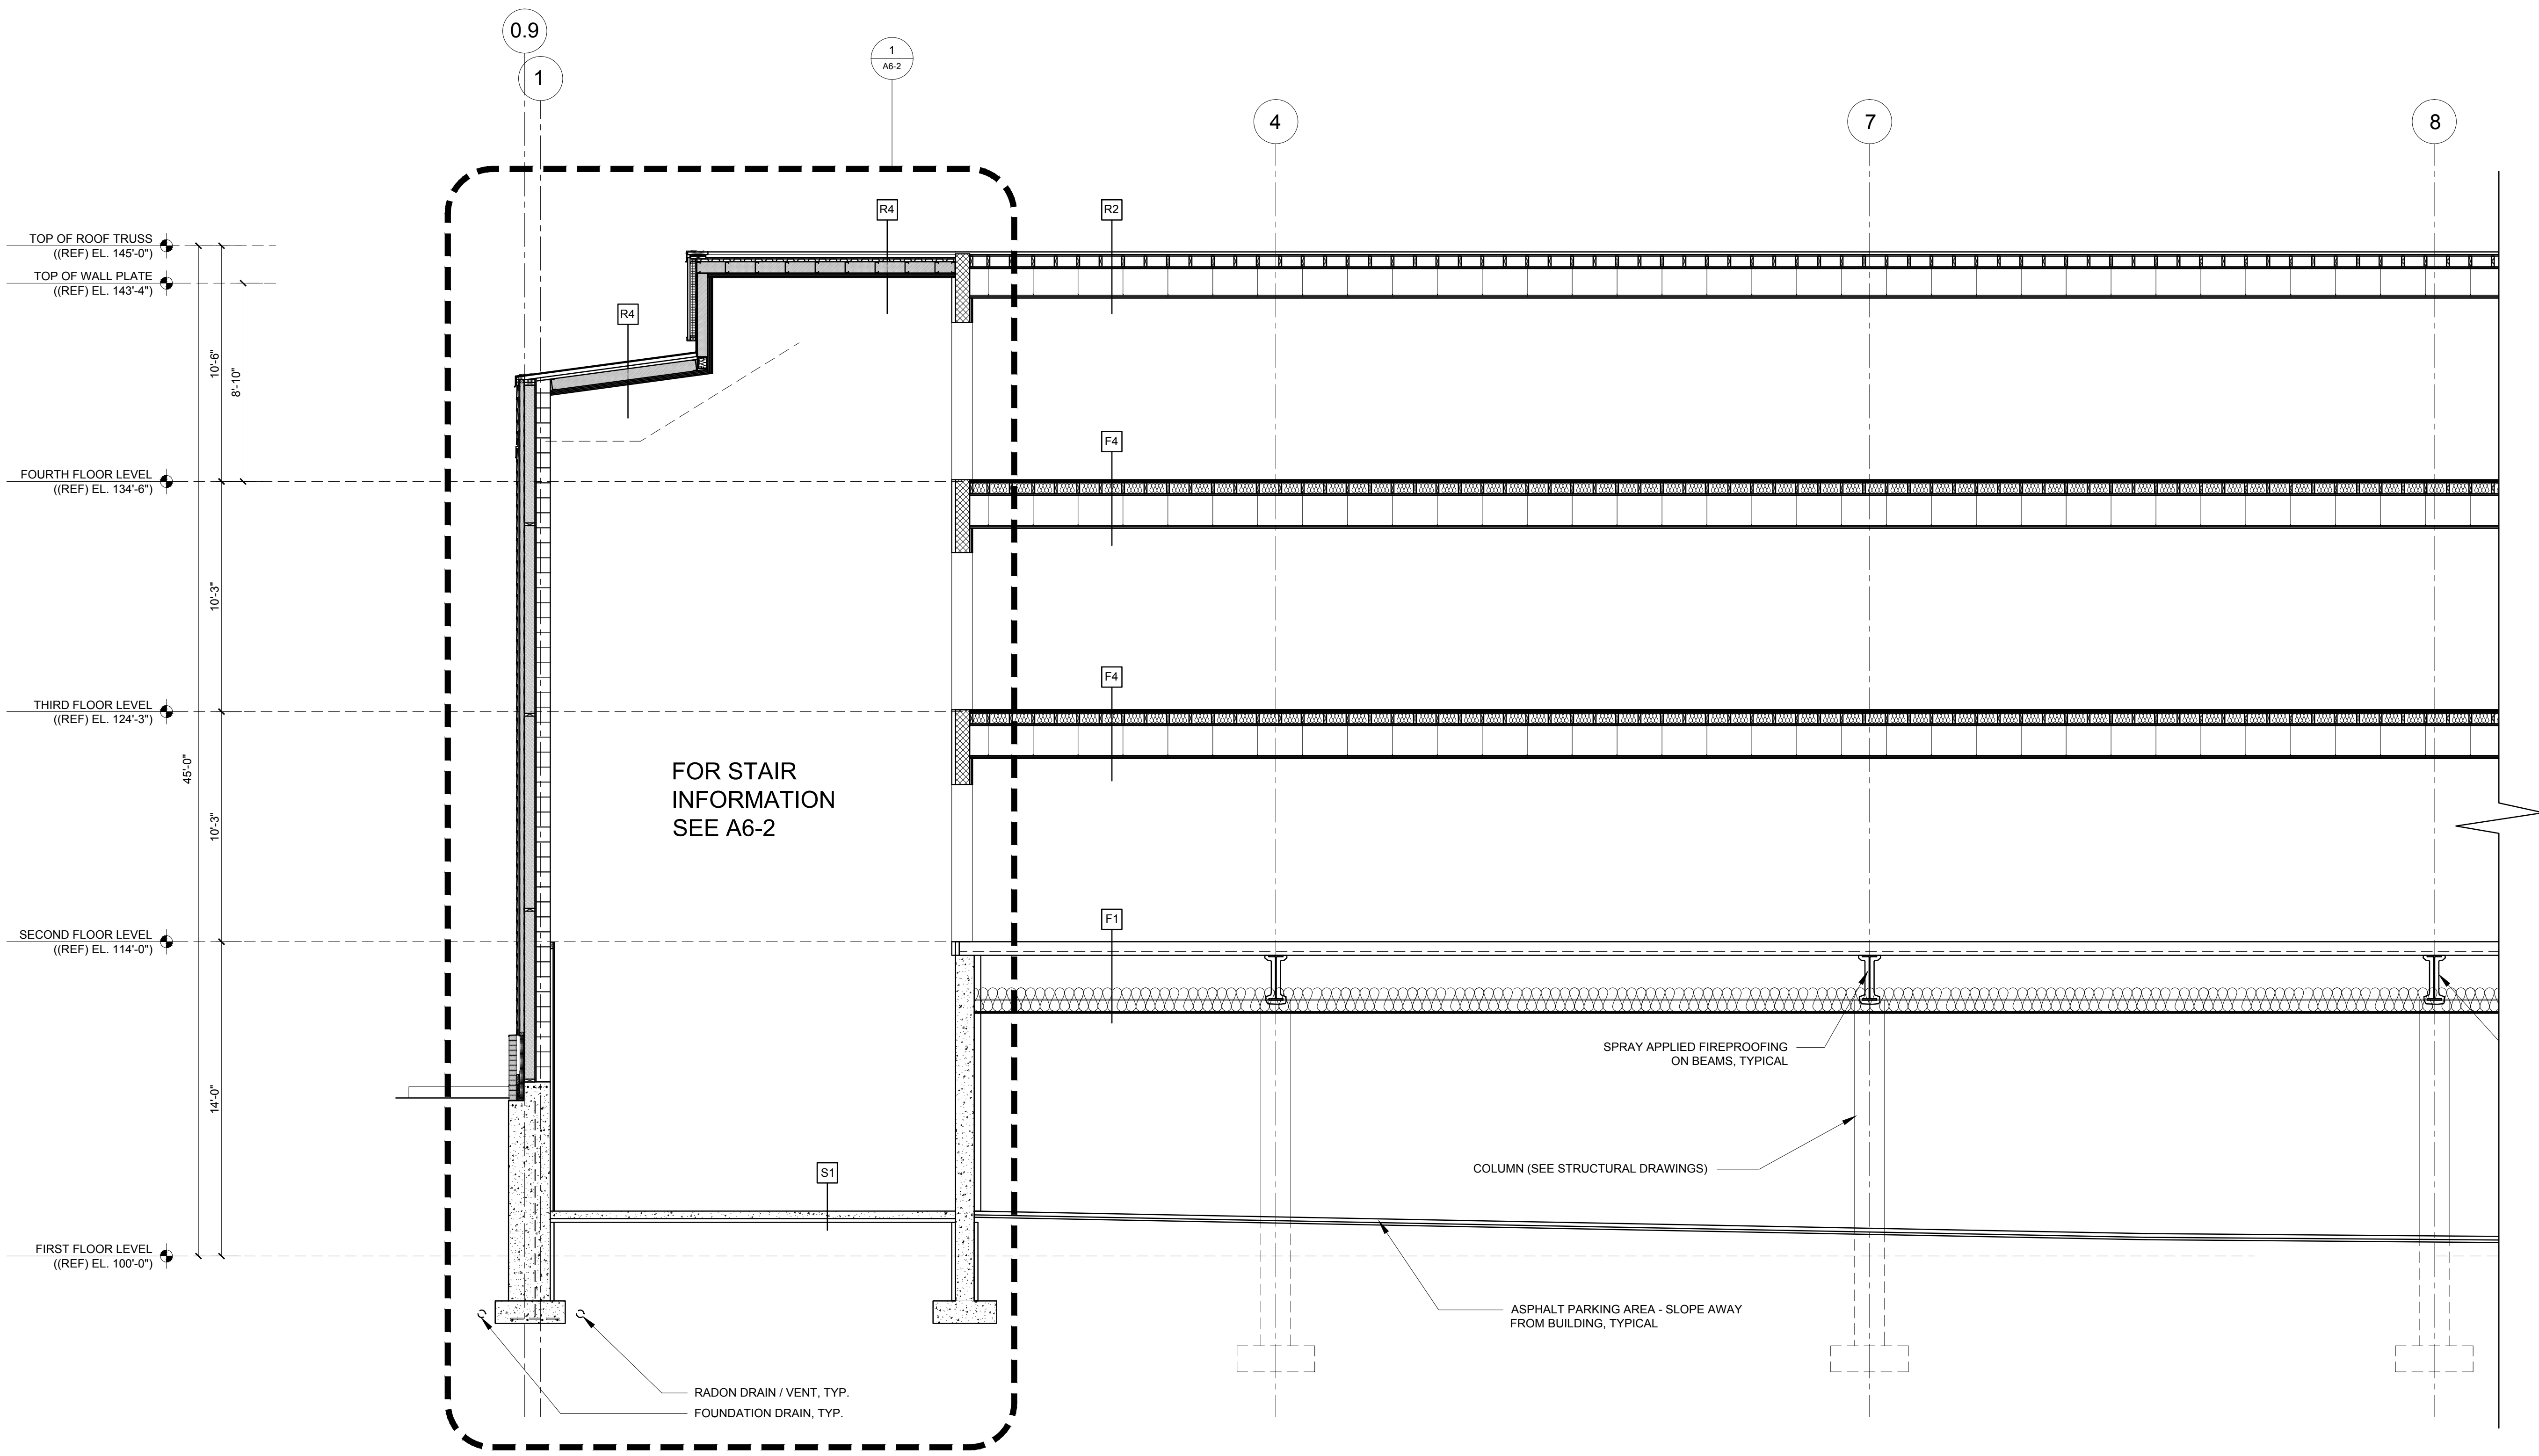 0.9
1
1
A6-2
4
7
8
R4
R2
TOP OF ROOF TRUSS
((REF) EL. 145'-0")
TOP OF WALL PLATE
((REF) EL. 143'-4")
R4
10'-6"
8'-10"
F4
FOURTH FLOOR LEVEL
((REF) EL. 134'-6")
10'-3"
F4
THIRD FLOOR LEVEL
((REF) EL. 124'-3")
45'-0"
FOR STAIR
INFORMATION
SEE A6-2
10'-3"
F1
SECOND FLOOR LEVEL
((REF) EL. 114'-0")
SPRAY APPLIED FIREPROOFING
ON BEAMS, TYPICAL
14'-0"
COLUMN (SEE STRUCTURAL DRAWINGS)
S1
FIRST FLOOR LEVEL
((REF) EL. 100'-0")
ASPHALT PARKING AREA - SLOPE AWAY
FROM BUILDING, TYPICAL
RADON DRAIN / VENT, TYP.
FOUNDATION DRAIN, TYP.